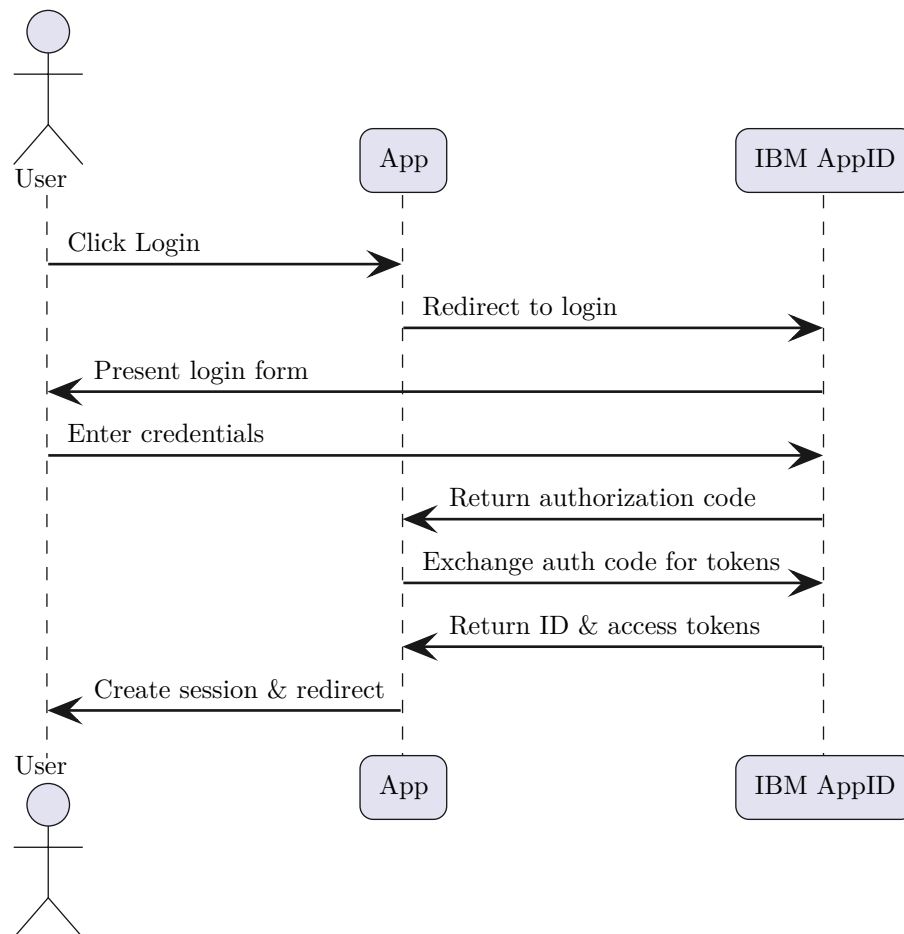 User
App
IBM AppID
Click Login
Redirect to login
Present login form
Enter credentials
Return authorization code
Exchange auth code for tokens
Return ID & access tokens
Create session & redirect
User
App
IBM AppID